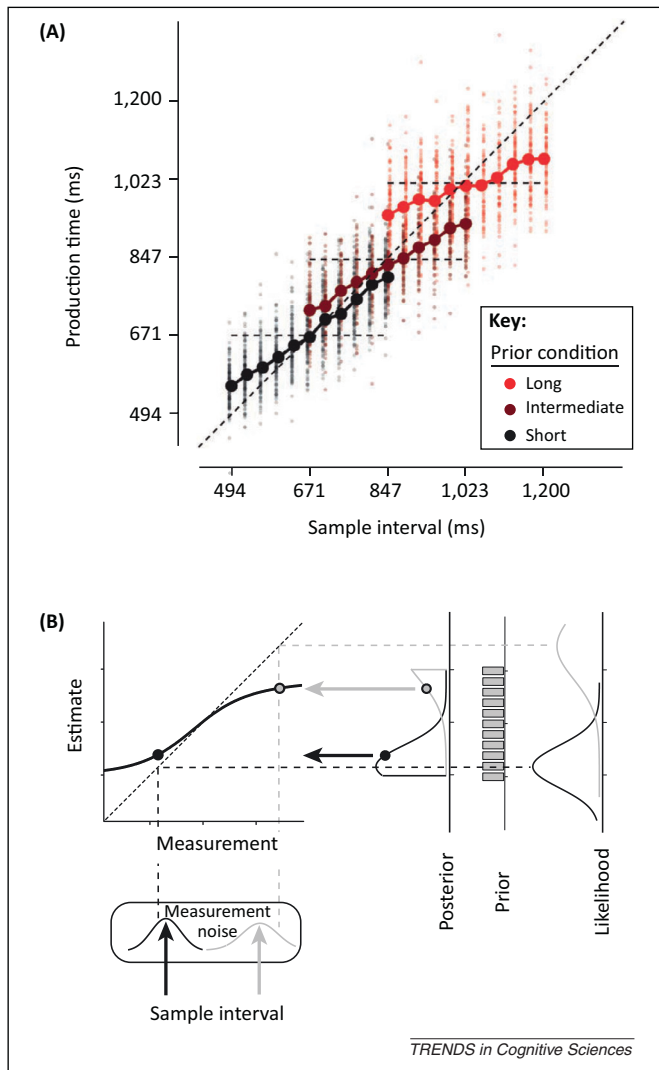 (A)
1,200
1,023
847
671
494
Production time (ms)
Key:
Prior condition
Long
Intermediate
Short
494 671 847 1,023 1,200
Sample interval (ms)
(B)
Estimate
Measurement
Posterior
Prior
Likelihood
Measurement
noise
Sample interval
TRENDS in Cognitive Sciences